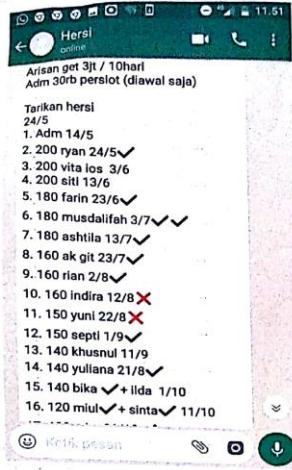 11.51
Hersi
online
Arisan get 3jt / 10hari
Adm 30rb perslot (diawal saja)
Tarikan hersi
24/5
1. Adm 14/5
2. 200 ryan 24/5✔
3. 200 vita ios 3/6
4. 200 siti 13/6
5. 180 farin 23/6✔
6. 180 musdalifah 3/7✔✔
7. 180 ashtila 13/7✔
8. 160 ak git 23/7✔
9. 160 rian 2/8✔
10. 160 indira 12/8❌
11. 150 yuni 22/8❌
12. 150 septi 1/9✔
13. 140 khusnul 11/9
14. 140 yuliana 21/8✔
15. 140 bika ✔+ ilda 1/10
16. 120 miul✔+ sinta✔ 11/10
Ketik pesan